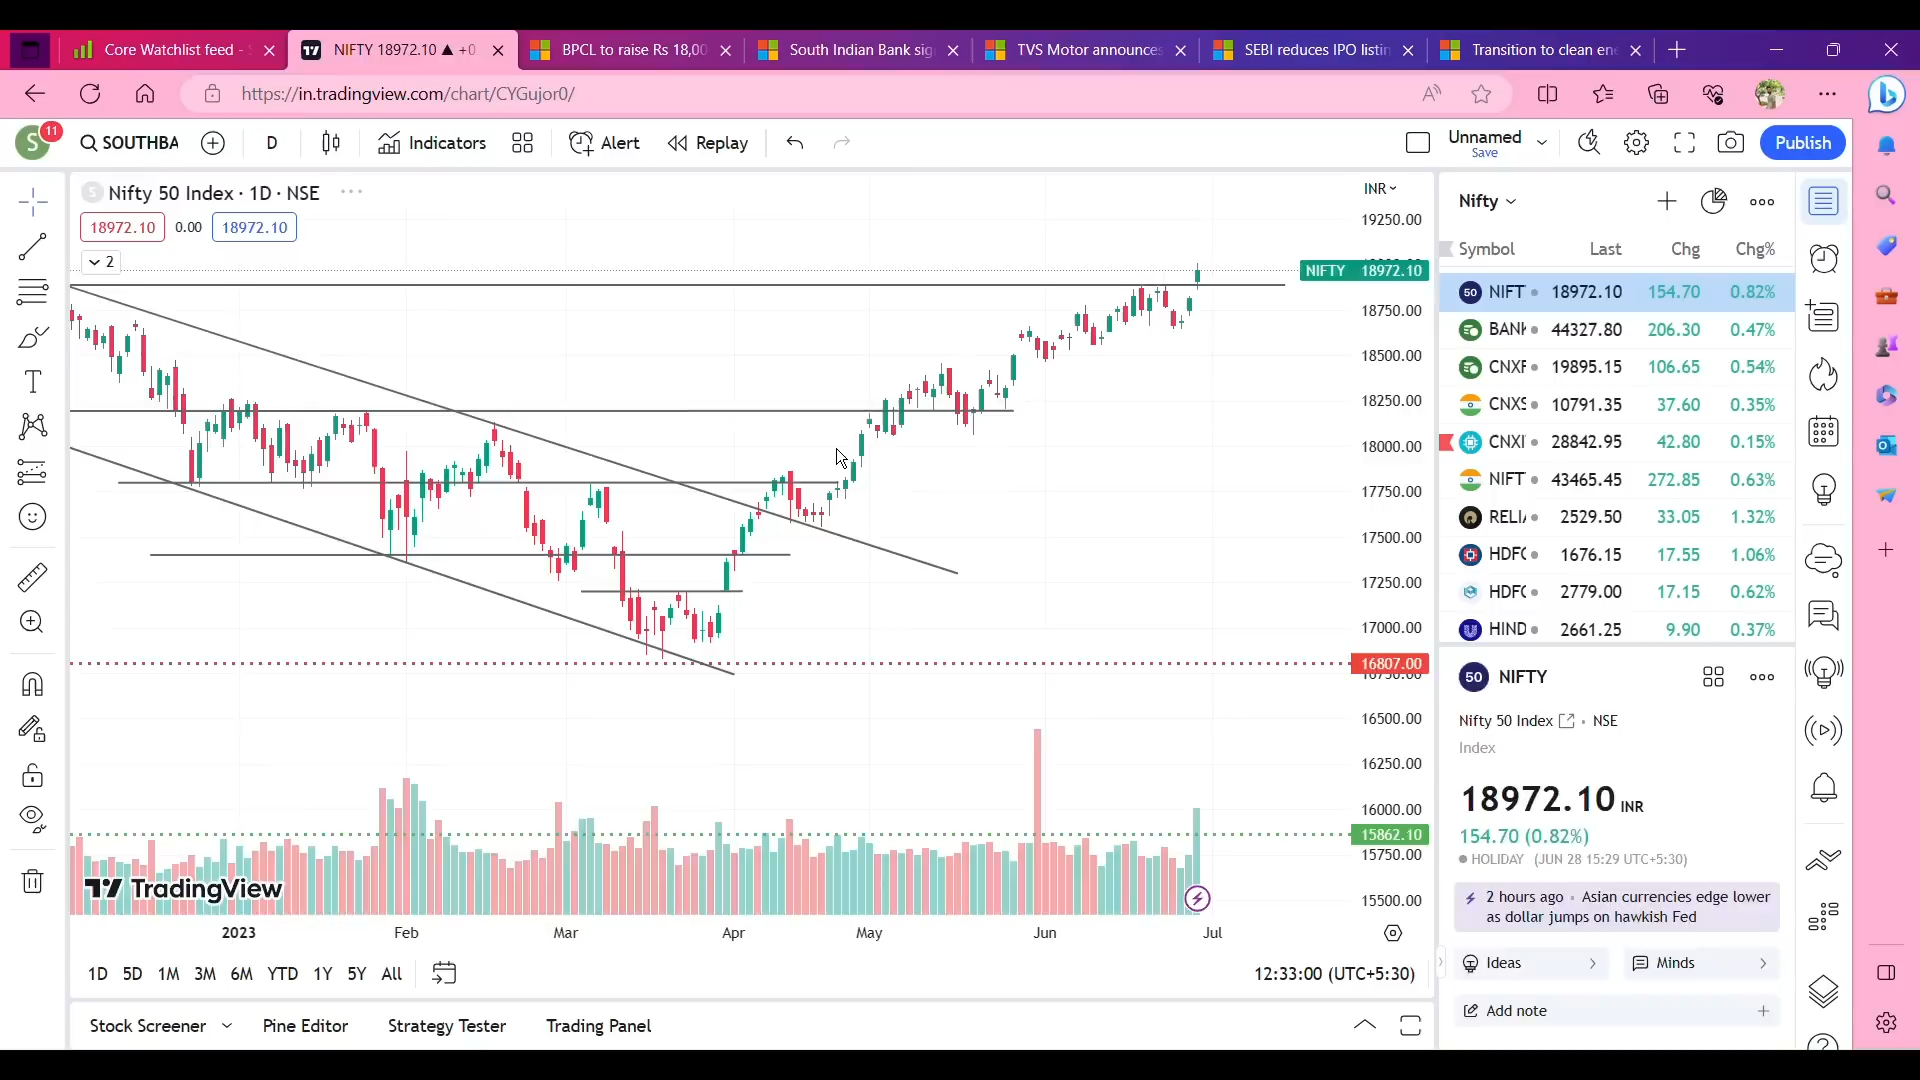 Core Watchlist feed -
NIFTY 18972.10 ▲ +0
BPCL to raise Rs 18,00
South Indian Bank sig
TVS Motor announces
SEBI reduces IPO listin
Transition to clean en
https://in.tradingview.com/chart/CYGujor0/
S
11
SOUTHBA
D
Indicators
Alert
Replay
Unnamed
Save
Publish
Nifty 50 Index · 1D · NSE
18972.10
0.00
18972.10
2
INR
19250.00
NIFTY 18972.10
18750.00
18500.00
18250.00
18000.00
17750.00
17500.00
17250.00
17000.00
16807.00
16500.00
16250.00
16000.00
15862.10
15750.00
15500.00
TradingView
2023 Feb Mar Apr May Jun Jul
1D 5D 1M 3M 6M YTD 1Y 5Y All
12:33:00 (UTC+5:30)
Stock Screener
Pine Editor
Strategy Tester
Trading Panel
Nifty
Symbol Last Chg Chg%
50 NIFT 18972.10 154.70 0.82%
BANK 44327.80 206.30 0.47%
CNXF 19895.15 106.65 0.54%
CNXS 10791.35 37.60 0.35%
CNXI 28842.95 42.80 0.15%
NIFT 43465.45 272.85 0.63%
RELI 2529.50 33.05 1.32%
HDFC 1676.15 17.55 1.06%
HDFC 2779.00 17.15 0.62%
HIND 2661.25 9.90 0.37%
50 NIFTY
Nifty 50 Index · NSE
Index
18972.10 INR
154.70 (0.82%)
HOLIDAY (JUN 28 15:29 UTC+5:30)
2 hours ago · Asian currencies edge lower
as dollar jumps on hawkish Fed
Ideas
Minds
Add note